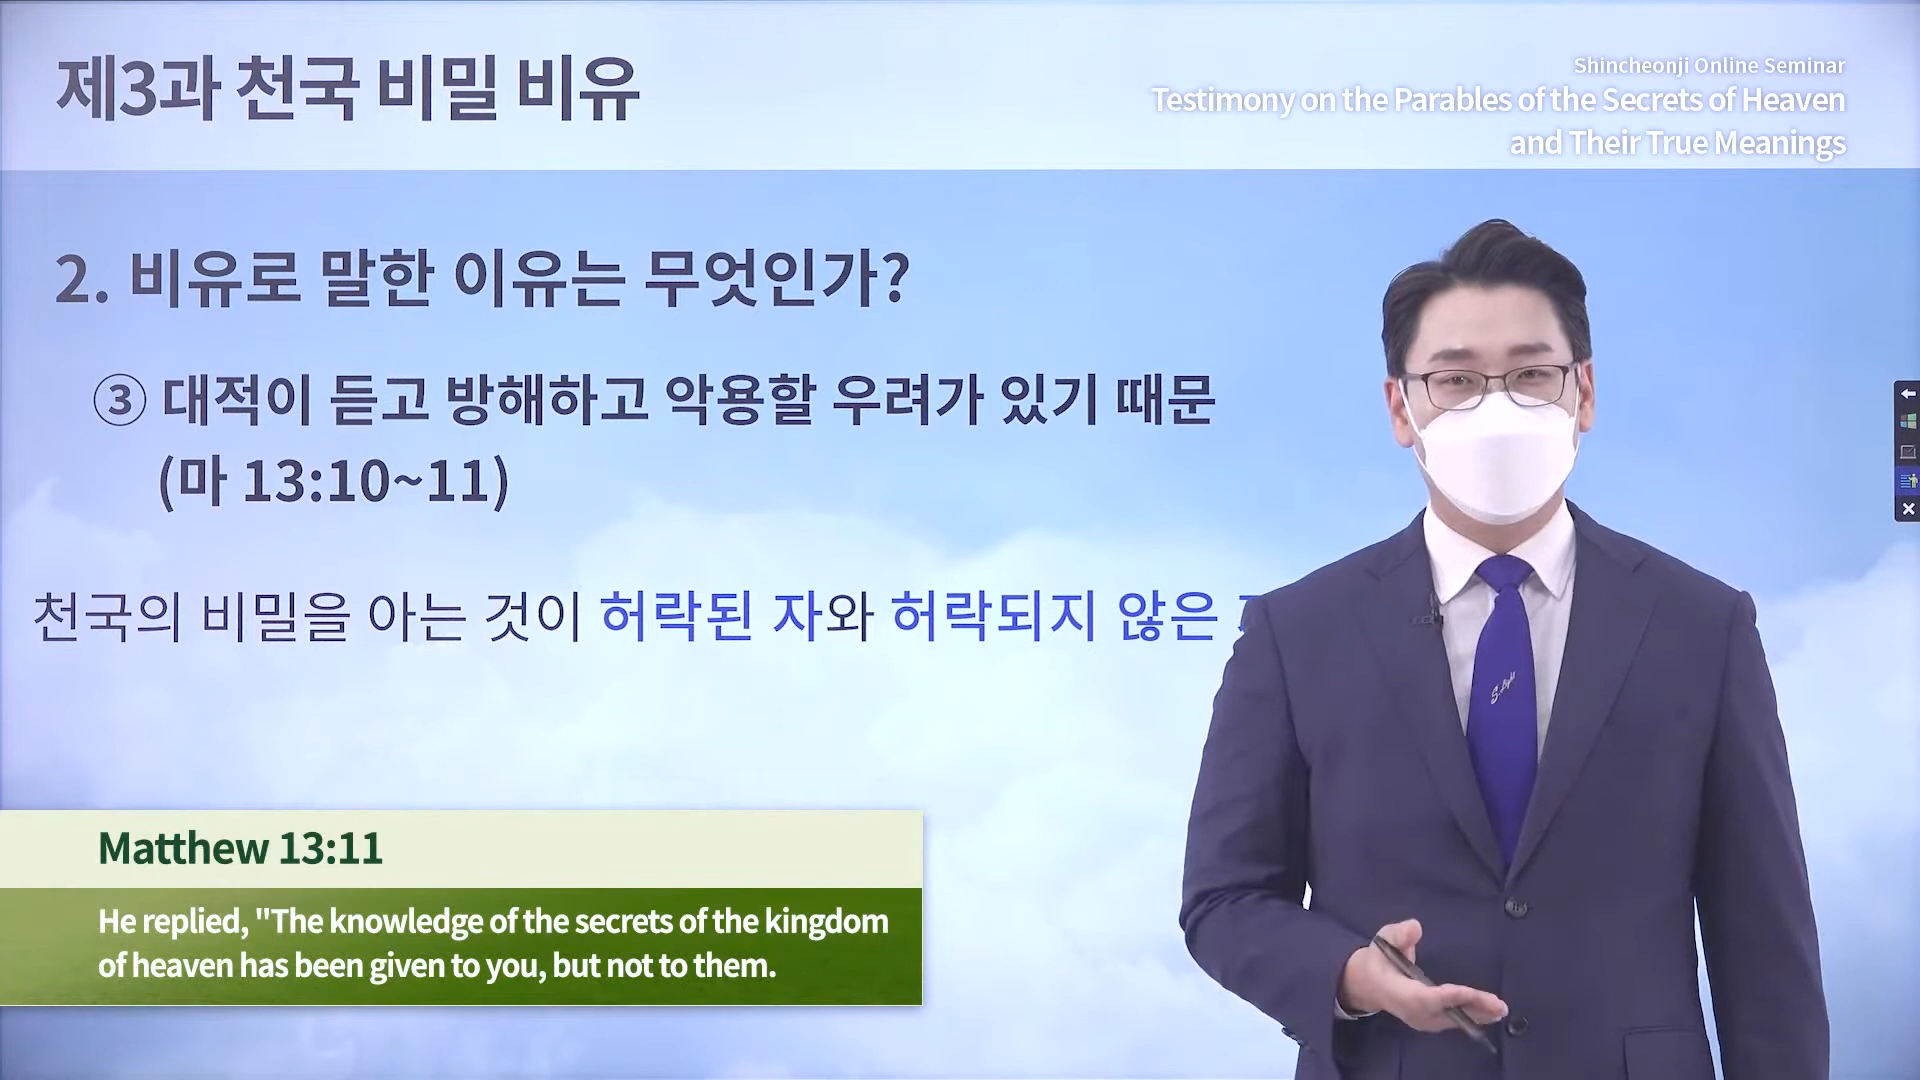 제3과 천국 비밀 비유
Shincheonji Online Seminar
Testimony on the Parables of the Secrets of Heaven
and Their True Meanings
2. 비유로 말한 이유는 무엇인가?
③ 대적이 듣고 방해하고 악용할 우려가 있기 때문
(마 13:10~11)
천국의 비밀을 아는 것이 허락된 자와 허락되지 않은
S.Light
Matthew 13:11
He replied, "The knowledge of the secrets of the kingdom
of heaven has been given to you, but not to them.